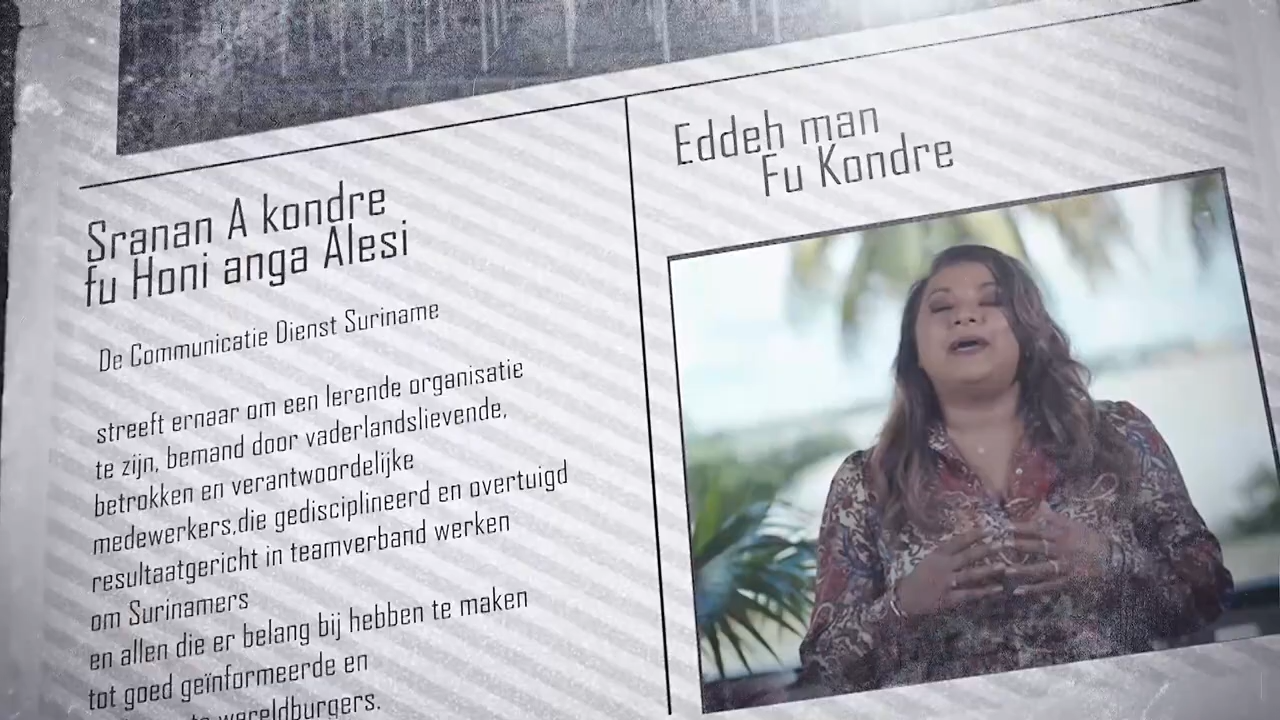 Sranan A kondre
fu Honi anga Alesi
De Communicatie Dienst Suriname
streeft ernaar om een lerende organisatie
te zijn, bemand door vaderlandslievende,
betrokken en verantwoordelijke
medewerkers,die gedisciplineerd en overtuigd
resultaatgericht in teamverband werken
om Surinamers
en allen die er belang bij hebben te maken
tot goed geïnformeerde en
wereldburgers.
Eddeh man
Fu Kondre